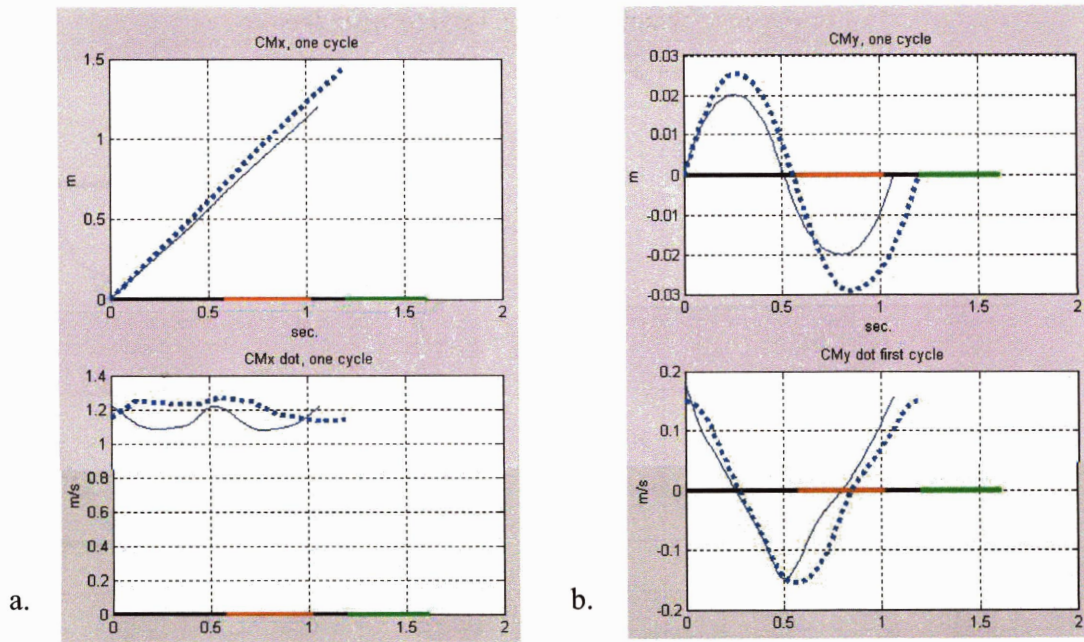 CMx, one cycle
1.5
1
0.5
0
m
0 0.5 1 1.5 2
sec.
CMx dot, one cycle
1.4
1.2
1
0.8
0.6
0.4
0.2
0
m/s
0 0.5 1 1.5 2
a.
CMy, one cycle
0.03
0.02
0.01
0
-0.01
-0.02
-0.03
m
0 0.5 1 1.5 2
sec.
CMy dot first cycle
0.2
0.1
0
-0.1
-0.2
m/s
0 0.5 1 1.5 2
b.